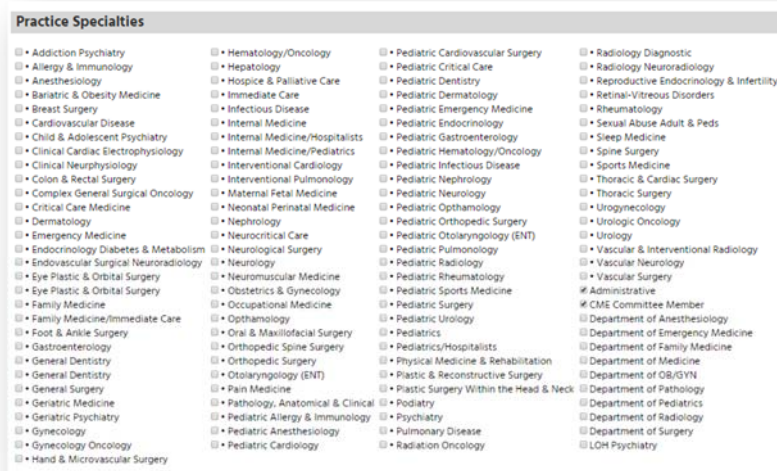 Practice Specialties
• Addiction Psychiatry
• Allergy & Immunology
• Anesthesiology
• Bariatric & Obesity Medicine
• Breast Surgery
• Cardiovascular Disease
• Child & Adolescent Psychiatry
• Clinical Cardiac Electrophysiology
• Clinical Neurphysiology
• Colon & Rectal Surgery
• Complex General Surgical Oncology
• Critical Care Medicine
• Dermatology
• Emergency Medicine
• Endocrinology Diabetes & Metabolism
• Endovascular Surgical Neuroradiology
• Eye Plastic & Orbital Surgery
• Eye Plastic & Orbital Surgery
• Family Medicine
• Family Medicine/Immediate Care
• Foot & Ankle Surgery
• Gastroenterology
• General Dentistry
• General Dentistry
• General Surgery
• Geriatric Medicine
• Geriatric Psychiatry
• Gynecology
• Gynecology Oncology
• Hand & Microvascular Surgery
• Hematology/Oncology
• Hepatology
• Hospice & Palliative Care
• Immediate Care
• Infectious Disease
• Internal Medicine
• Internal Medicine/Hospitalists
• Internal Medicine/Pediatrics
• Interventional Cardiology
• Interventional Pulmonology
• Maternal Fetal Medicine
• Neonatal Perinatal Medicine
• Nephrology
• Neurocritical Care
• Neurological Surgery
• Neurology
• Neuromuscular Medicine
• Obstetrics & Gynecology
• Occupational Medicine
• Opthamology
• Oral & Maxillofacial Surgery
• Orthopedic Spine Surgery
• Orthopedic Surgery
• Otolaryngology (ENT)
• Pain Medicine
• Pathology, Anatomical & Clinical
• Pediatric Allergy & Immunology
• Pediatric Anesthesiology
• Pediatric Cardiology
• Pediatric Cardiovascular Surgery
• Pediatric Critical Care
• Pediatric Dentistry
• Pediatric Dermatology
• Pediatric Emergency Medicine
• Pediatric Endocrinology
• Pediatric Gastroenterology
• Pediatric Hematology/Oncology
• Pediatric Infectious Disease
• Pediatric Nephrology
• Pediatric Neurology
• Pediatric Opthamology
• Pediatric Orthopedic Surgery
• Pediatric Otolaryngology (ENT)
• Pediatric Pulmonology
• Pediatric Radiology
• Pediatric Rheumatology
• Pediatric Sports Medicine
• Pediatric Surgery
• Pediatric Urology
• Pediatrics
• Pediatrics/Hospitalists
• Physical Medicine & Rehabilitation
• Plastic & Reconstructive Surgery
• Plastic Surgery Within the Head & Neck
• Podiatry
• Psychiatry
• Pulmonary Disease
• Radiation Oncology
• Radiology Diagnostic
• Radiology Neuroradiology
• Reproductive Endocrinology & Infertility
• Retinal-Vitreous Disorders
• Rheumatology
• Sexual Abuse Adult & Peds
• Sleep Medicine
• Spine Surgery
• Sports Medicine
• Thoracic & Cardiac Surgery
• Thoracic Surgery
• Urogynecology
• Urologic Oncology
• Urology
• Vascular & Interventional Radiology
• Vascular Neurology
• Vascular Surgery
Administrative
CME Committee Member
Department of Anesthesiology
Department of Emergency Medicine
Department of Family Medicine
Department of Medicine
Department of OB/GYN
Department of Pathology
Department of Pediatrics
Department of Radiology
Department of Surgery
LOH Psychiatry